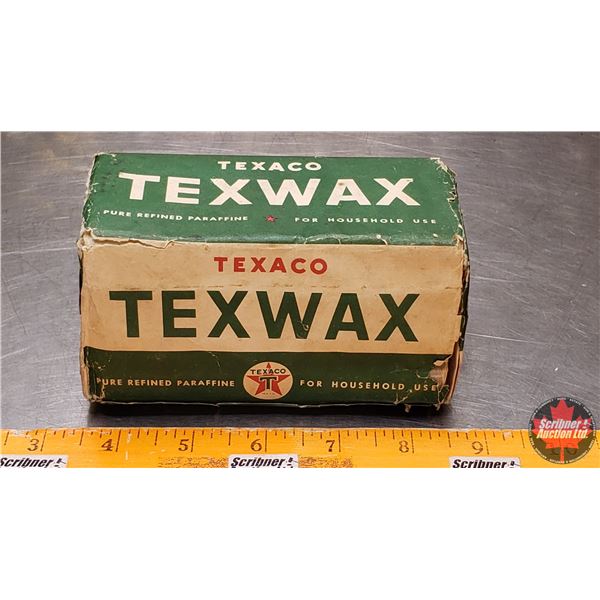 TEXACO
TEXWAX
PURE REFINED PARAFFINE ★ FOR HOUSEHOLD USE
TEXACO
TEXWAX
PURE REFINED PARAFFINE
TEXACO
T
FOR HOUSEHOLD USE
Scribner
Auction Ltd.
3 4 5 6 7 8 9
Scribner Scribner Scribner